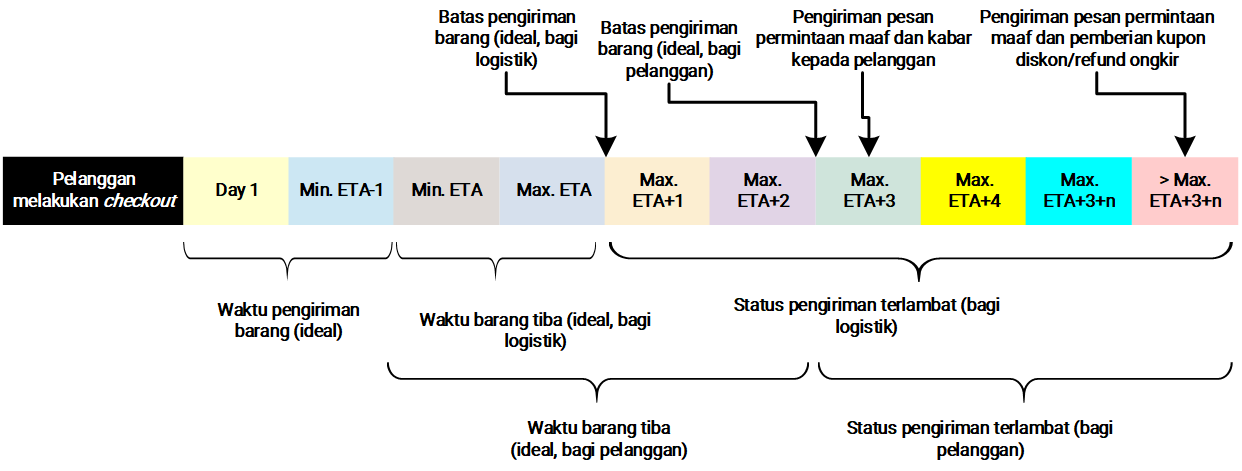 Batas pengiriman
barang (ideal, bagi
logistik)
Batas pengiriman
barang (ideal, bagi
pelanggan)
Pengiriman pesan
permintaan maaf dan kabar
kepada pelanggan
Pengiriman pesan permintaan
maaf dan pemberian kupon
diskon/refund ongkir
Pelanggan
melakukan checkout
Day 1
Min. ETA-1
Min. ETA
Max. ETA
Max.
ETA+1
Max.
ETA+2
Max.
ETA+3
Max.
ETA+4
Max.
ETA+3+n
> Max.
ETA+3+n
Waktu pengiriman
barang (ideal)
Waktu barang tiba (ideal, bagi
logistik)
Status pengiriman terlambat (bagi
logistik)
Waktu barang tiba
(ideal, bagi pelanggan)
Status pengiriman terlambat (bagi
pelanggan)